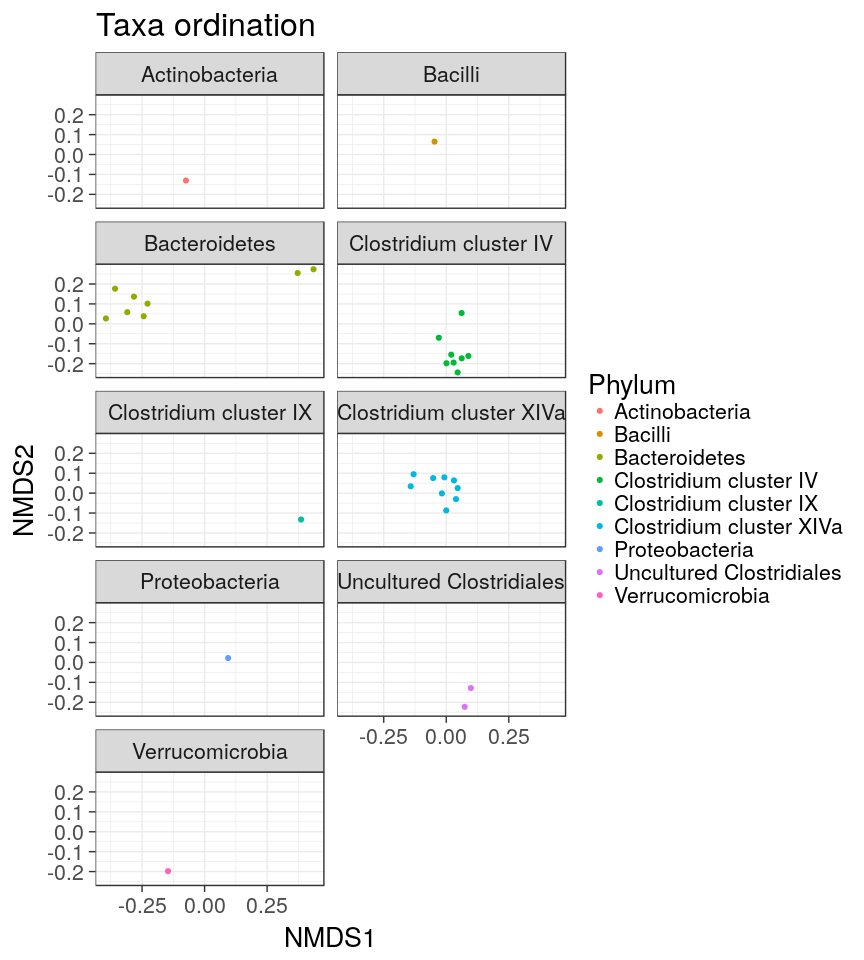 Taxa ordination
Actinobacteria
Bacilli
0.2
0.1
0.0
-0.1
-0.2
Bacteroidetes
Clostridium cluster IV
0.2
0.1
0.0
-0.1
-0.2
Clostridium cluster IX
Clostridium cluster XIVa
0.2
0.1
0.0
-0.1
-0.2
Proteobacteria
Uncultured Clostridiales
0.2
0.1
0.0
-0.1
-0.2
-0.25 0.00 0.25
Verrucomicrobia
0.2
0.1
0.0
-0.1
-0.2
-0.25 0.00 0.25
NMDS1
NMDS2
Phylum
Actinobacteria
Bacilli
Bacteroidetes
Clostridium cluster IV
Clostridium cluster IX
Clostridium cluster XIVa
Proteobacteria
Uncultured Clostridiales
Verrucomicrobia